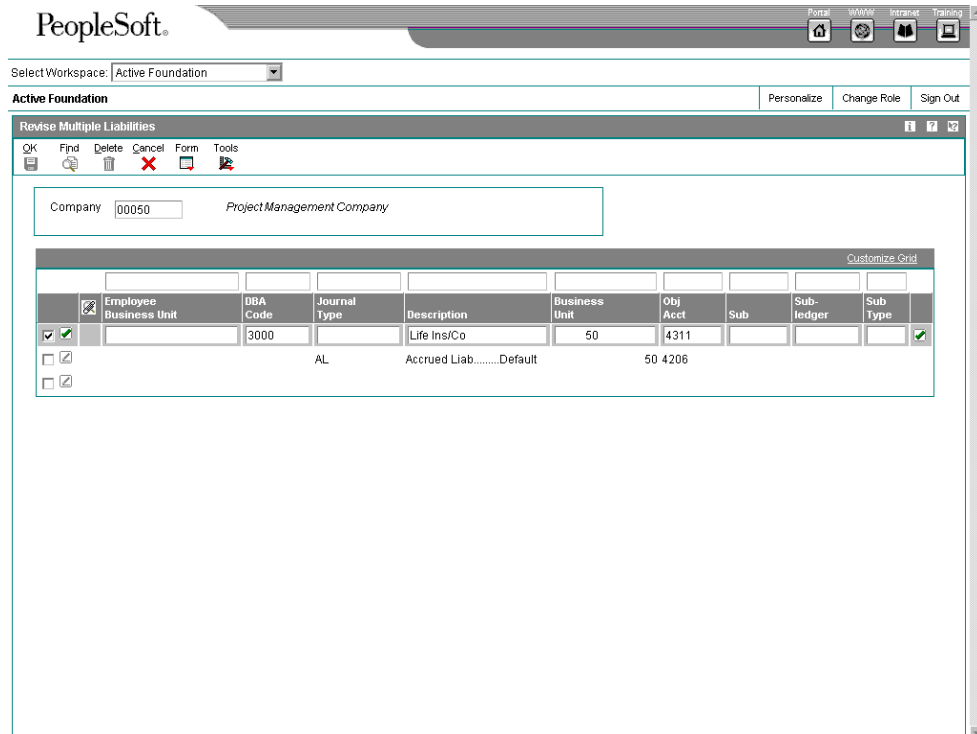 PeopleSoft®
Portal WWW Intranet Training
Select Workspace: Active Foundation
Active Foundation Personalize Change Role Sign Out
Revise Multiple Liabilities i ? ?
OK Find Delete Cancel Form Tools
Company 00050 Project Management Company
Customize Grid
Employee Business Unit DBA Code Journal Type Description Business Unit Obj Acct Sub Sub-ledger Sub Type
3000 Life Ins/Co 50 4311
AL Accrued Liab.........Default 50 4206